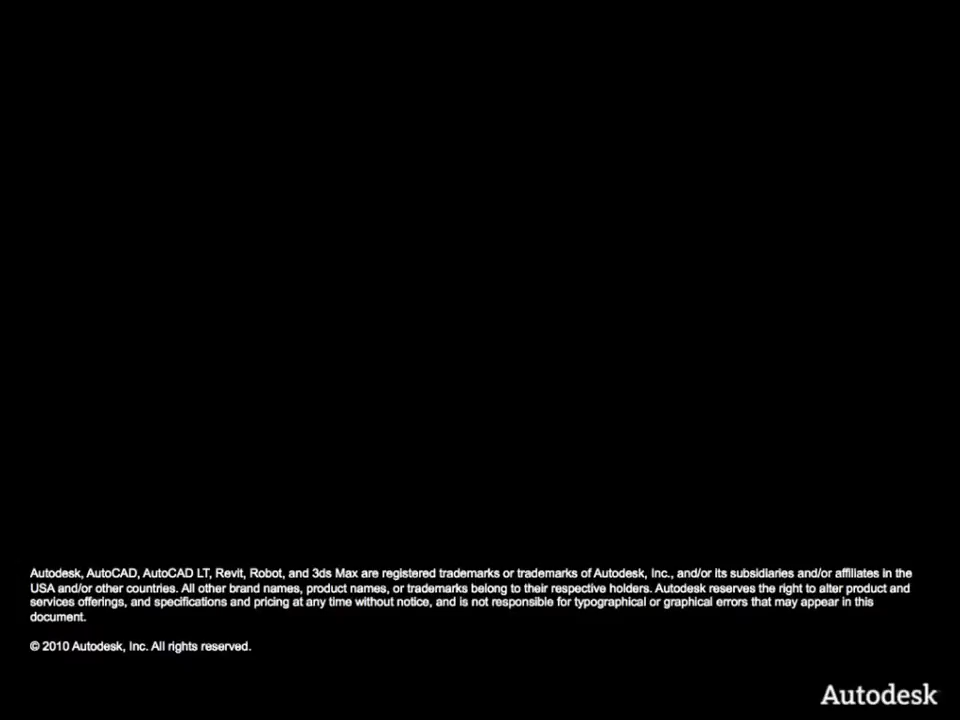 Autodesk, AutoCAD, AutoCAD LT, Revit, Robot, and 3ds Max are registered trademarks or trademarks of Autodesk, Inc., and/or its subsidiaries and/or affiliates in the
USA and/or other countries. All other brand names, product names, or trademarks belong to their respective holders. Autodesk reserves the right to alter product and
services offerings, and specifications and pricing at any time without notice, and is not responsible for typographical or graphical errors that may appear in this
document.
© 2010 Autodesk, Inc. All rights reserved.
Autodesk